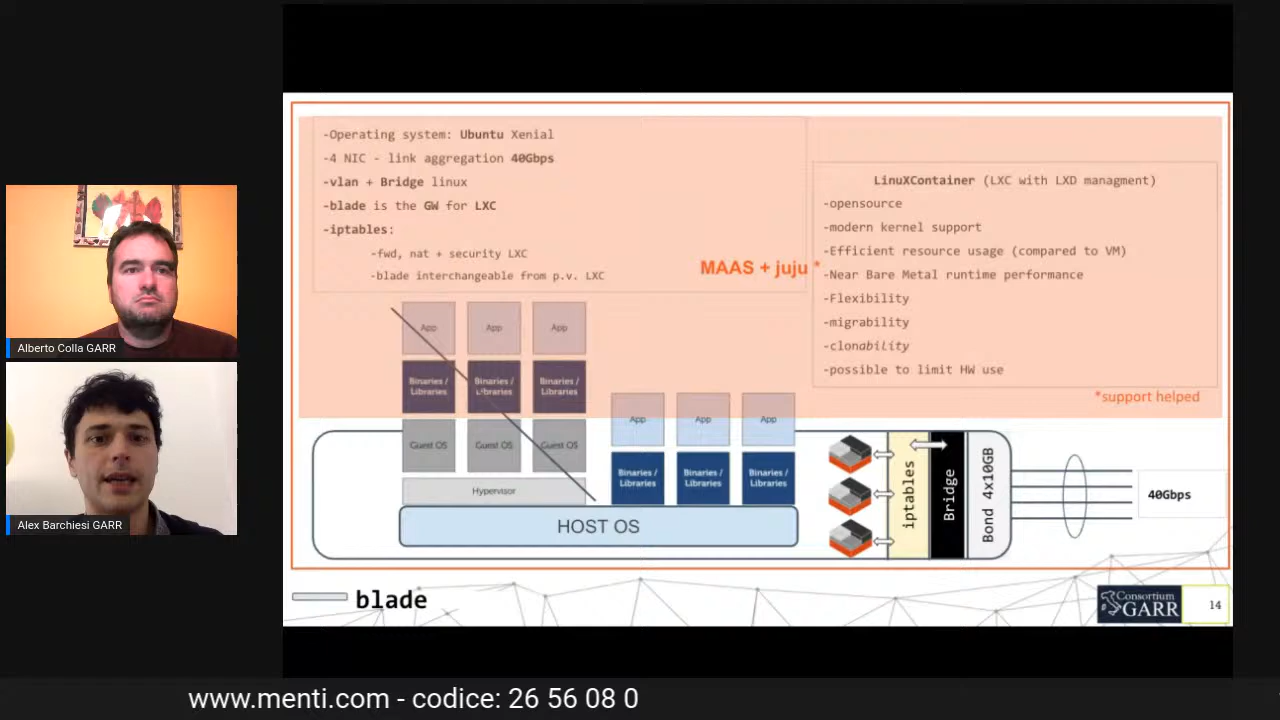 -Operating system: Ubuntu Xenial
-4 NIC - link aggregation 40Gbps
-vlan + Bridge linux
-blade is the GW for LXC
-iptables:
-fwd, nat + security LXC
-blade interchangeable from p.v. LXC
MAAS + juju *
LinuXContainer (LXC with LXD managment)
-opensource
-modern kernel support
-Efficient resource usage (compared to VM)
-Near Bare Metal runtime performance
-Flexibility
-migrability
-clonability
-possible to limit HW use
*support helped
App App App
Binaries / Libraries Binaries / Libraries Binaries / Libraries
Guest OS Guest OS Guest OS
Hypervisor
App App App
Binaries / Libraries Binaries / Libraries Binaries / Libraries
HOST OS
iptables
Bridge
Bond 4x10GB
40Gbps
blade
Consortium
GARR
14
Alberto Colla GARR
Alex Barchiesi GARR
www.menti.com - codice: 26 56 08 0